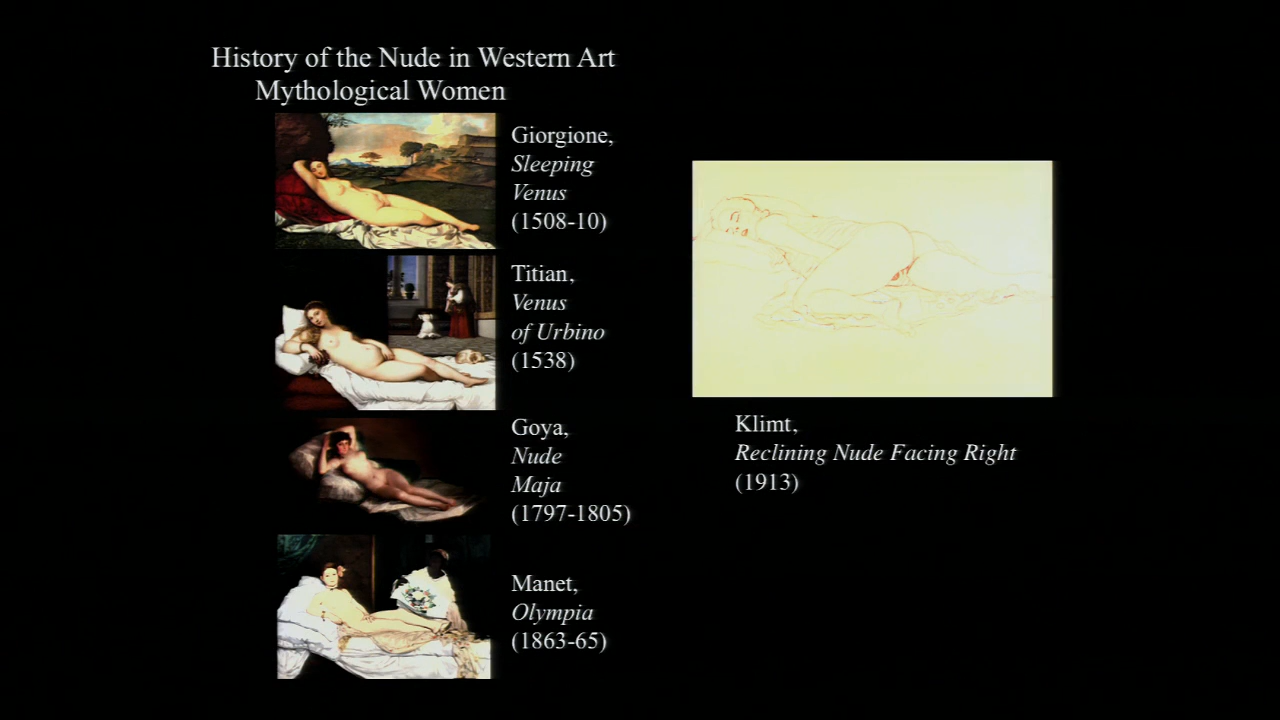 History of the Nude in Western Art
Mythological Women
Giorgione,
Sleeping
Venus
(1508-10)
Titian,
Venus
of Urbino
(1538)
Goya,
Nude
Maja
(1797-1805)
Manet,
Olympia
(1863-65)
Klimt,
Reclining Nude Facing Right
(1913)